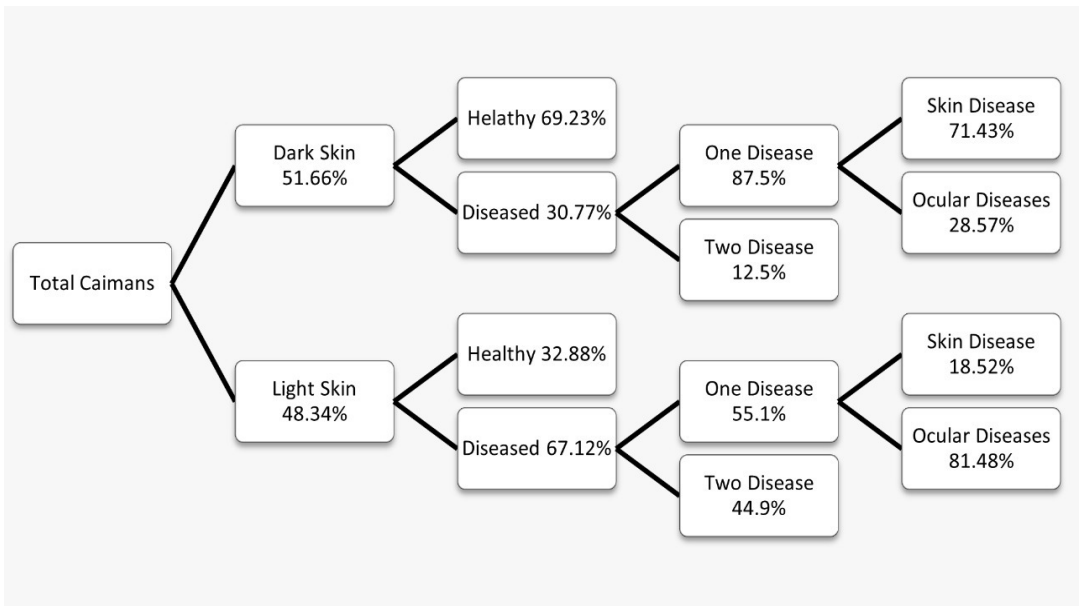 Total Caimans
Dark Skin
51.66%
Helathy 69.23%
Diseased 30.77%
One Disease
87.5%
Two Disease
12.5%
Skin Disease
71.43%
Ocular Diseases
28.57%
Light Skin
48.34%
Healthy 32.88%
Diseased 67.12%
One Disease
55.1%
Two Disease
44.9%
Skin Disease
18.52%
Ocular Diseases
81.48%